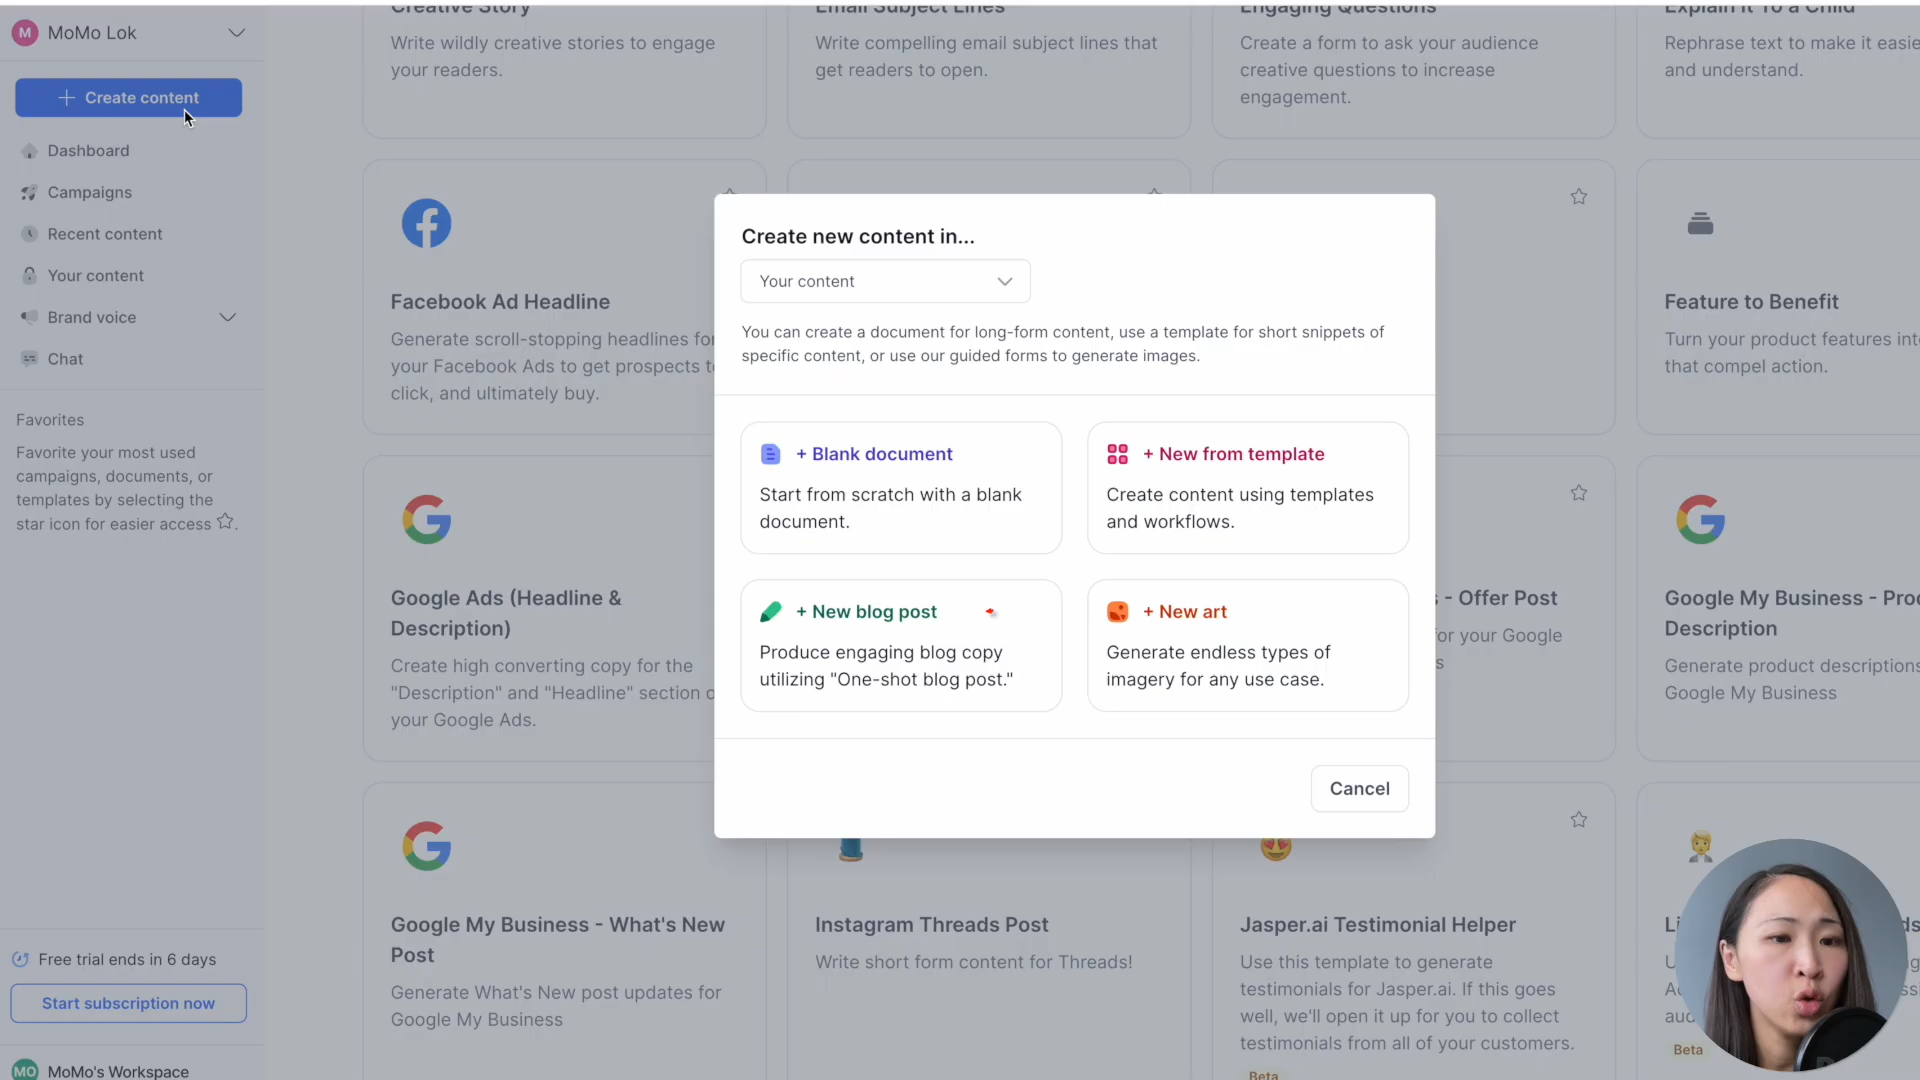 M MoMo Lok
+ Create content
Dashboard
Campaigns
Recent content
Your content
Brand voice
Chat
Favorites
Favorite your most used
campaigns, documents, or
templates by selecting the
star icon for easier access ☆.
Free trial ends in 6 days
Start subscription now
MO MoMo's Workspace
Creative Story
Write wildly creative stories to engage
your readers.
Email Subject Lines
Write compelling email subject lines that
get readers to open.
Engaging Questions
Create a form to ask your audience
creative questions to increase
engagement.
Explain It To a Child
Rephrase text to make it easie
and understand.
Facebook Ad Headline
Generate scroll-stopping headlines for
your Facebook Ads to get prospects t
click, and ultimately buy.
Feature to Benefit
Turn your product features int
that compel action.
Create new content in...
Your content
You can create a document for long-form content, use a template for short snippets of
specific content, or use our guided forms to generate images.
+ Blank document
Start from scratch with a blank
document.
+ New from template
Create content using templates
and workflows.
+ New blog post
Produce engaging blog copy
utilizing "One-shot blog post."
+ New art
Generate endless types of
imagery for any use case.
Cancel
Google Ads (Headline &
Description)
Create high converting copy for the
"Description" and "Headline" section o
your Google Ads.
s - Offer Post
for your Google
s
Google My Business - Pro
Description
Generate product descriptions
Google My Business
Google My Business - What's New
Post
Generate What's New post updates for
Google My Business
Instagram Threads Post
Write short form content for Threads!
Jasper.ai Testimonial Helper
Use this template to generate
testimonials for Jasper.ai. If this goes
well, we'll open it up for you to collect
testimonials from all of your customers.
Beta
Beta